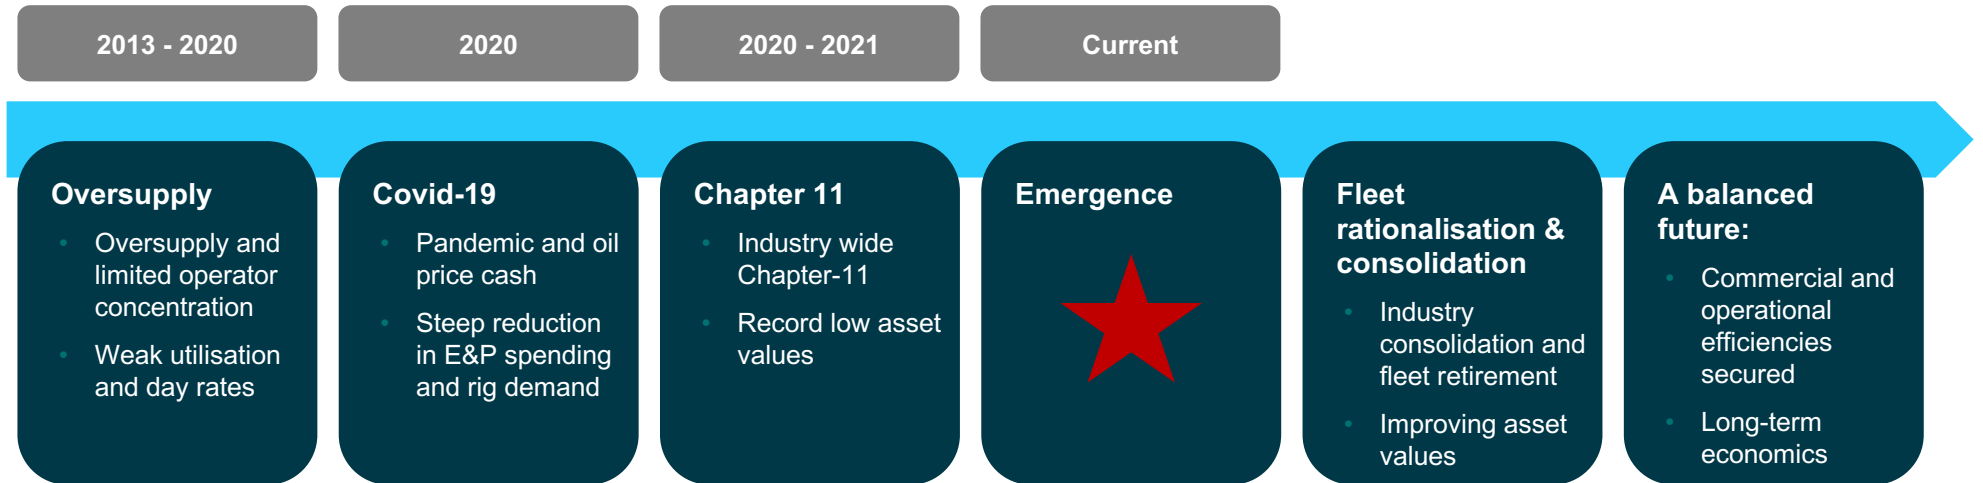 2013 - 2020
2020
2020 - 2021
Current
Oversupply
• Oversupply and
limited operator
concentration
• Weak utilisation
and day rates
Covid-19
• Pandemic and oil
price cash
• Steep reduction
in E&P spending
and rig demand
Chapter 11
• Industry wide
Chapter-11
• Record low asset
values
Emergence
Fleet
rationalisation &
consolidation
• Industry
consolidation and
fleet retirement
• Improving asset
values
A balanced
future:
• Commercial and
operational
efficiencies
secured
• Long-term
economics